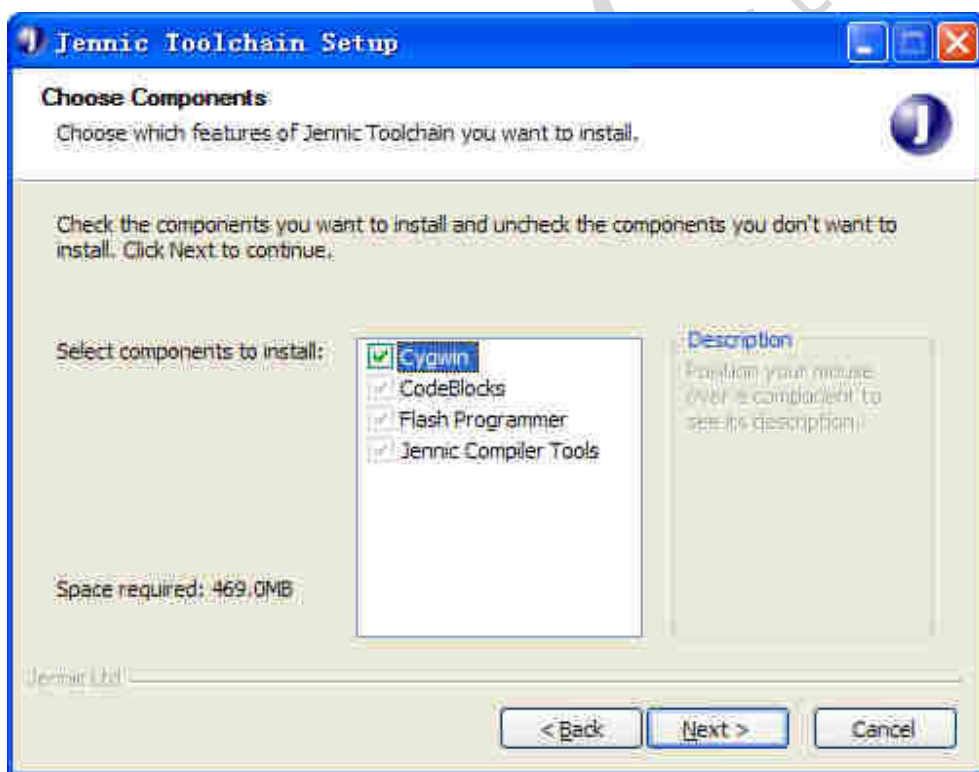 Jennic Toolchain Setup
Choose Components
Choose which features of Jennic Toolchain you want to install.
Check the components you want to install and uncheck the components you don't want to
install. Click Next to continue.
Select components to install:
Cygwin
CodeBlocks
Flash Programmer
Jennic Compiler Tools
Description
Position your mouse
over a component to
see its description.
Space required: 469.0MB
Jennic Ltd
< Back
Next >
Cancel